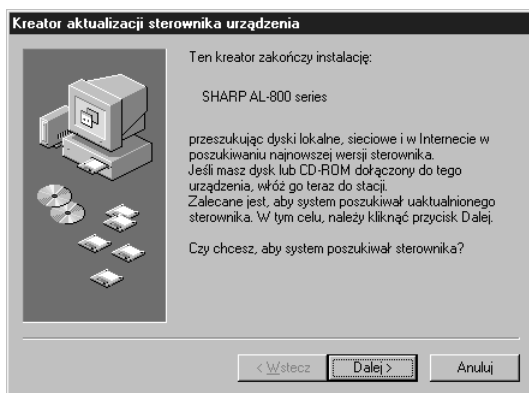 Kreator aktualizacji sterownika urządzenia
Ten kreator zakończy instalację:
SHARP AL-800 series
przeszukując dyski lokalne, sieciowe i w Internecie w
poszukiwaniu najnowszej wersji sterownika.
Jeśli masz dysk lub CD-ROM dołączony do tego
urządzenia, włóż go teraz do stacji.
Zalecane jest, aby system poszukiwał uaktualnionego
sterownika. W tym celu, należy kliknąć przycisk Dalej.
Czy chcesz, aby system poszukiwał sterownika?
< Wstecz
Dalej >
Anuluj